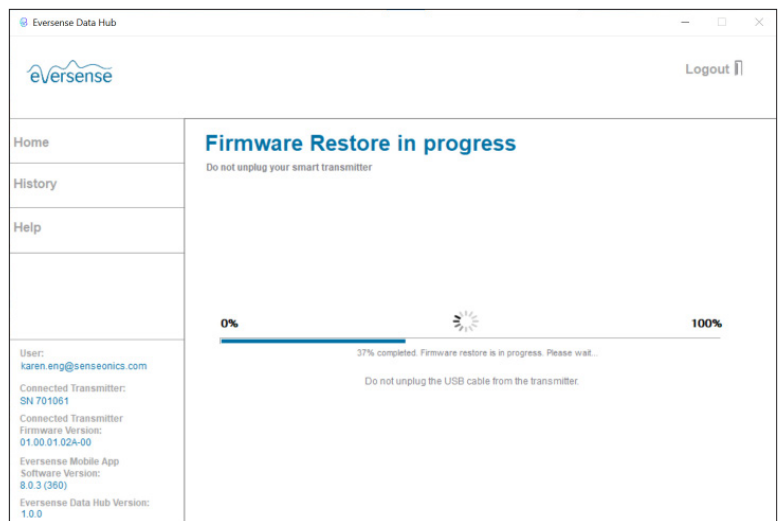 Eversense Data Hub
eversense
Logout
Home
History
Help
Firmware Restore in progress
Do not unplug your smart transmitter
0%
100%
37% completed. Firmware restore is in progress. Please wait...
Do not unplug the USB cable from the transmitter.
User:
karen.eng@senseonics.com
Connected Transmitter:
SN 701061
Connected Transmitter
Firmware Version:
01.00.01.02A-00
Eversense Mobile App
Software Version:
8.0.3 (360)
Eversense Data Hub Version:
1.0.0